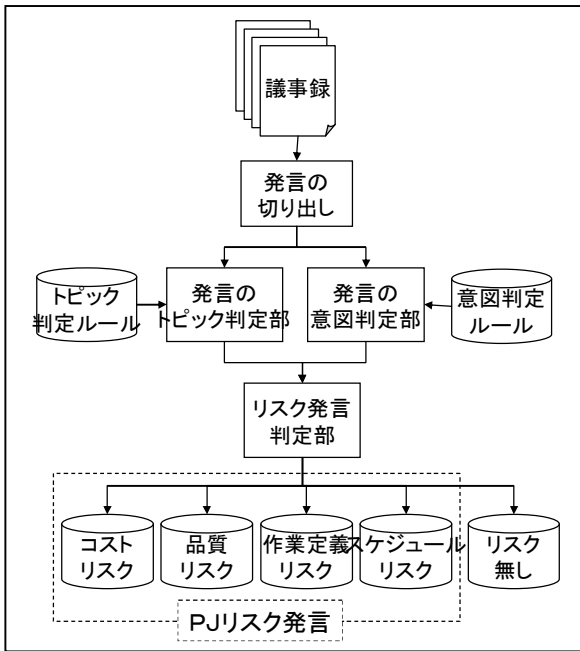 議事録
発言の
切り出し
トピック
判定ルール
発言の
トピック判定部
発言の
意図判定部
意図判定
ルール
リスク発言
判定部
コスト
リスク
品質
リスク
作業定義
リスク
スケジュール
リスク
リスク
無し
ＰＪリスク発言